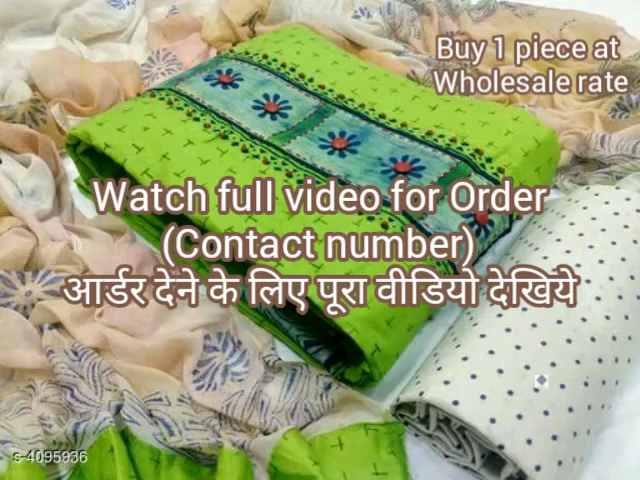 Buy 1 piece at
Wholesale rate
Watch full video for Order
(Contact number)
आर्डर देने के लिए पूरा वीडियो देखिये
s-4095936